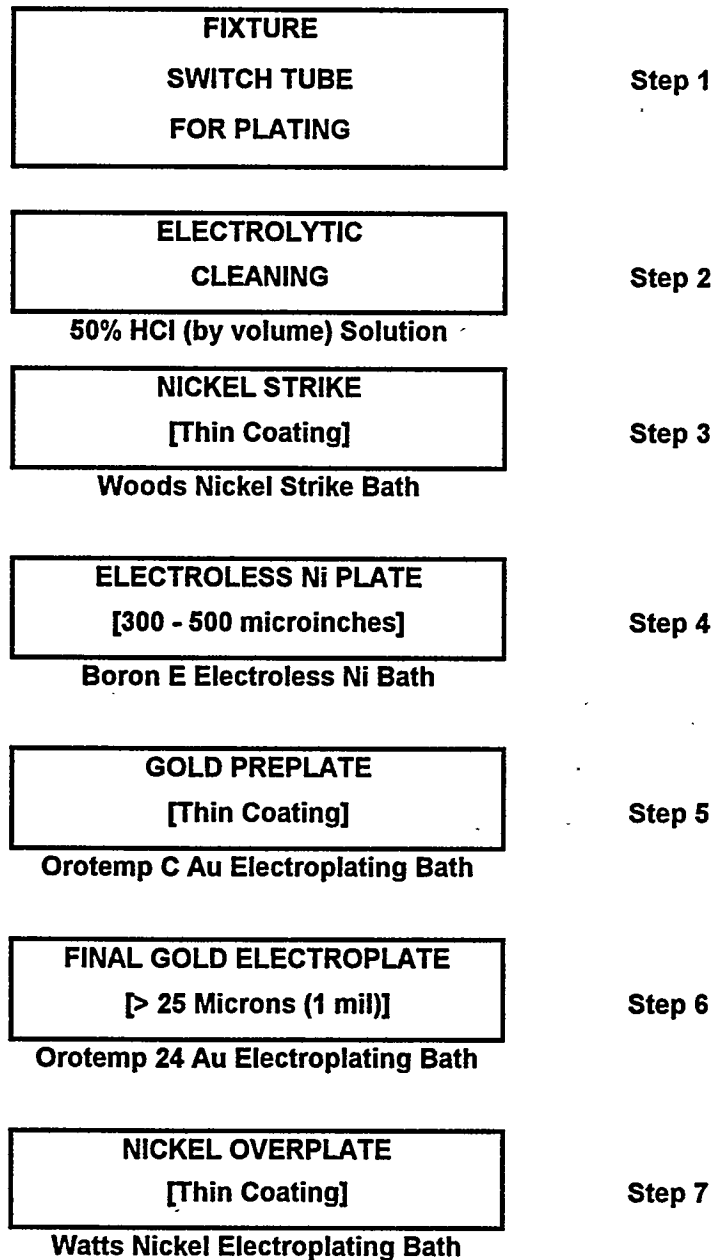 FIXTURE
SWITCH TUBE
FOR PLATING
Step 1
ELECTROLYTIC
CLEANING
Step 2
50% HCl (by volume) Solution
NICKEL STRIKE
[Thin Coating]
Step 3
Woods Nickel Strike Bath
ELECTROLESS Ni PLATE
[300 - 500 microinches]
Step 4
Boron E Electroless Ni Bath
GOLD PREPLATE
[Thin Coating]
Step 5
Orotemp C Au Electroplating Bath
FINAL GOLD ELECTROPLATE
[> 25 Microns (1 mil)]
Step 6
Orotemp 24 Au Electroplating Bath
NICKEL OVERPLATE
[Thin Coating]
Step 7
Watts Nickel Electroplating Bath